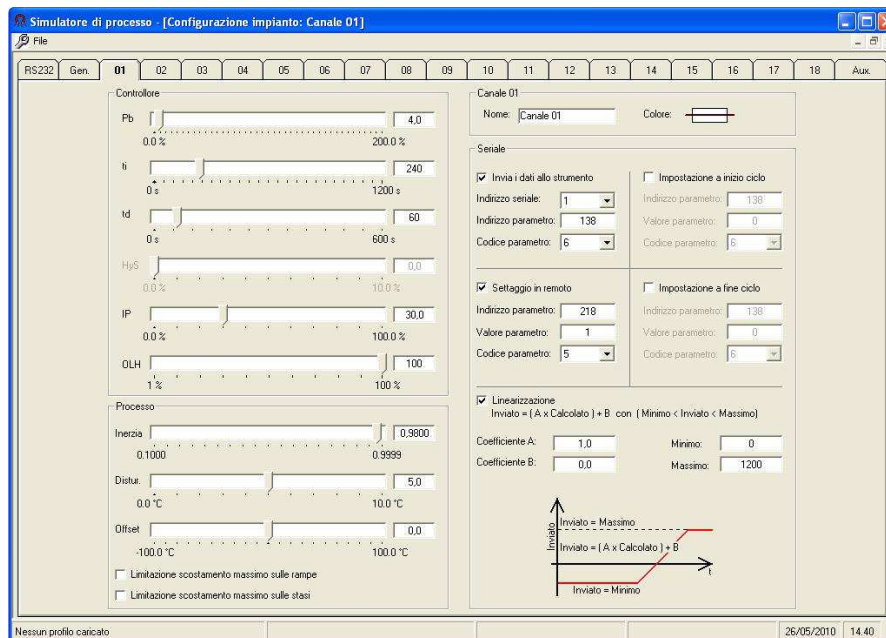 Simulatore di processo - [Configurazione impianto: Canale 01]
File
RS232 Gen. 01 02 03 04 05 06 07 08 09 10 11 12 13 14 15 16 17 18 Aux.
Controllore
Pb 4,0
0.0 % 200.0 %
ti 240
0 s 1200 s
td 60
0 s 600 s
HyS 0,0
0.0 % 10.0 %
IP 30,0
0.0 % 100.0 %
OLH 100
1 % 100 %
Processo
Inerzia 0,9800
0.1000 0.9999
Distur. 5,0
0.0 °C 10.0 °C
Offset 0,0
-100.0 °C 100.0 °C
Limitazione scostamento massimo sulle rampe
Limitazione scostamento massimo sulle stasi
Canale 01
Nome: Canale 01 Colore:
Seriale
Invia i dati allo strumento
Indirizzo seriale: 1
Indirizzo parametro: 138
Codice parametro: 6
Impostazione a inizio ciclo
Indirizzo parametro: 138
Valore parametro: 0
Codice parametro: 6
Settaggio in remoto
Indirizzo parametro: 218
Valore parametro: 1
Codice parametro: 5
Impostazione a fine ciclo
Indirizzo parametro: 138
Valore parametro: 0
Codice parametro: 6
Linearizzazione
Inviato = ( A x Calcolato ) + B con ( Minimo < Inviato < Massimo)
Coefficiente A: 1,0 Minimo: 0
Coefficiente B: 0,0 Massimo: 1200
Inviato
Inviato = Massimo
Inviato = ( A x Calcolato ) + B
t
Inviato = Minimo
Nessun profilo caricato 26/05/2010 14.40